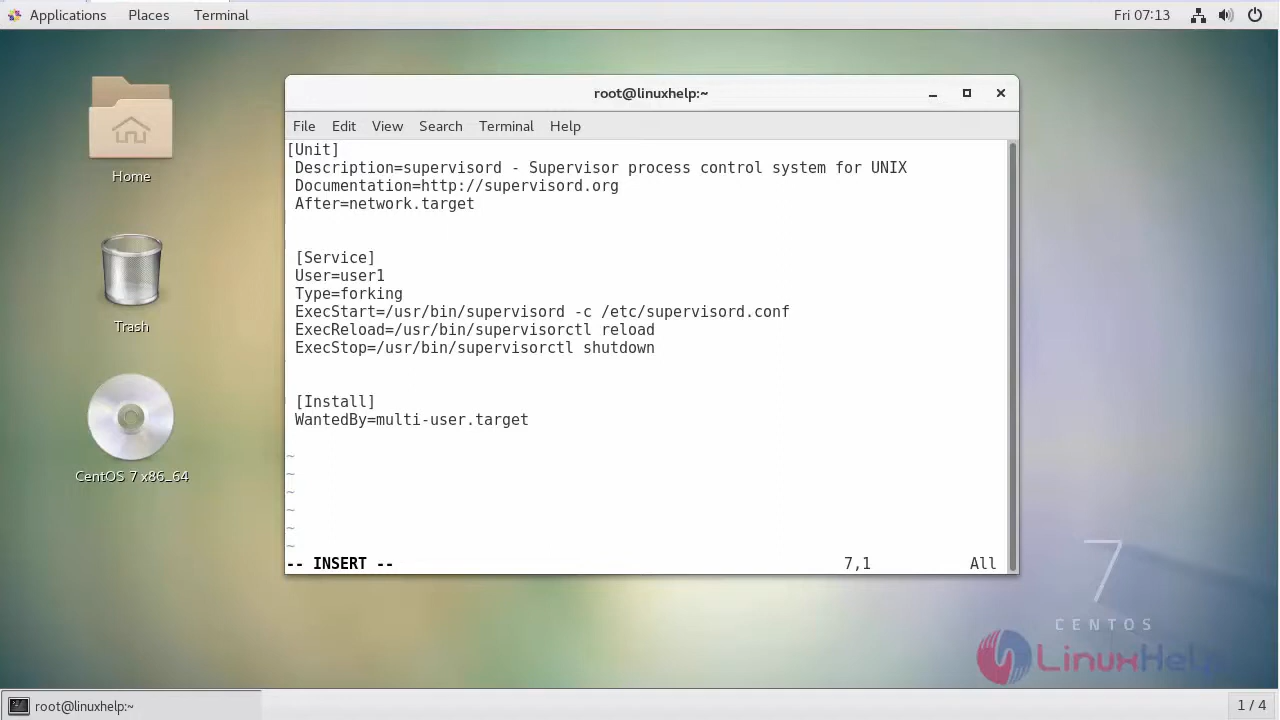 Applications Places Terminal Fri 07:13
root@linuxhelp:~
File Edit View Search Terminal Help
[Unit]
Description=supervisord - Supervisor process control system for UNIX
Documentation=http://supervisord.org
After=network.target
[Service]
User=user1
Type=forking
ExecStart=/usr/bin/supervisord -c /etc/supervisord.conf
ExecReload=/usr/bin/supervisorctl reload
ExecStop=/usr/bin/supervisorctl shutdown
[Install]
WantedBy=multi-user.target
~
~
~
~
~
~
-- INSERT -- 7,1 All
Home
Trash
CentOS 7 x86_64
7
CENTOS
LinuxHelp
root@linuxhelp:~ 1 / 4